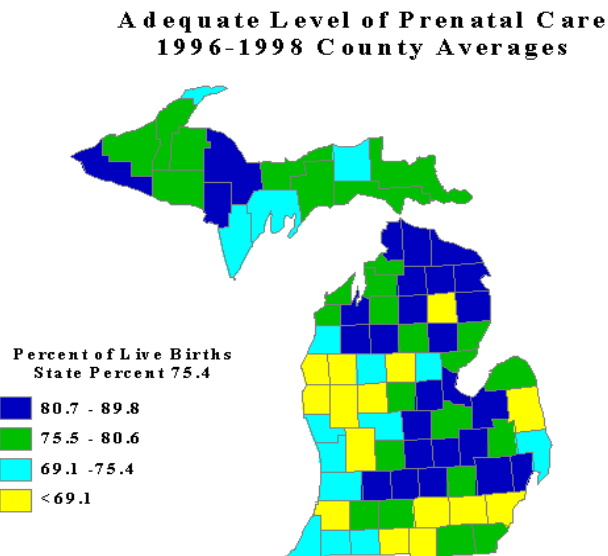 Adequate Level of Prenatal Care
1996-1998 County Averages
Percent of Live Births
State Percent 75.4
80.7 - 89.8
75.5 - 80.6
69.1 -75.4
<69.1